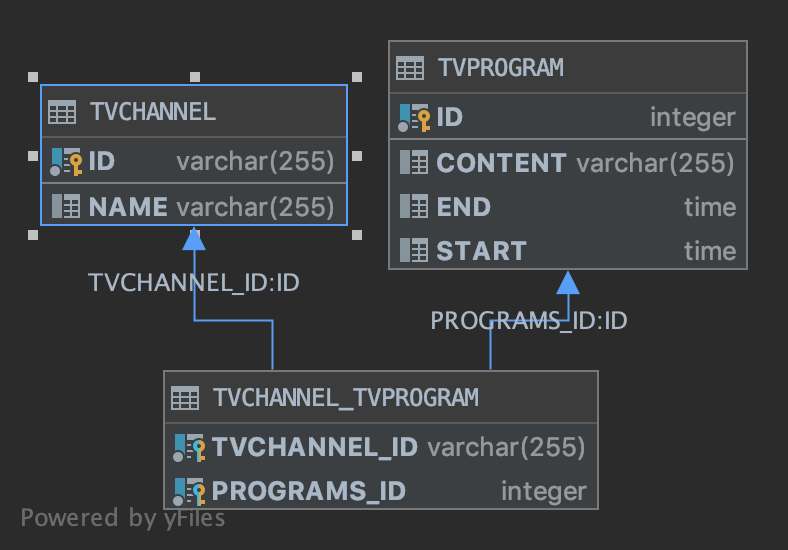 TVCHANNEL
ID varchar(255)
NAME varchar(255)
TVPROGRAM
ID integer
CONTENT varchar(255)
END time
START time
TVCHANNEL_ID:ID
PROGRAMS_ID:ID
TVCHANNEL_TVPROGRAM
TVCHANNEL_ID varchar(255)
PROGRAMS_ID integer
Powered by yFiles